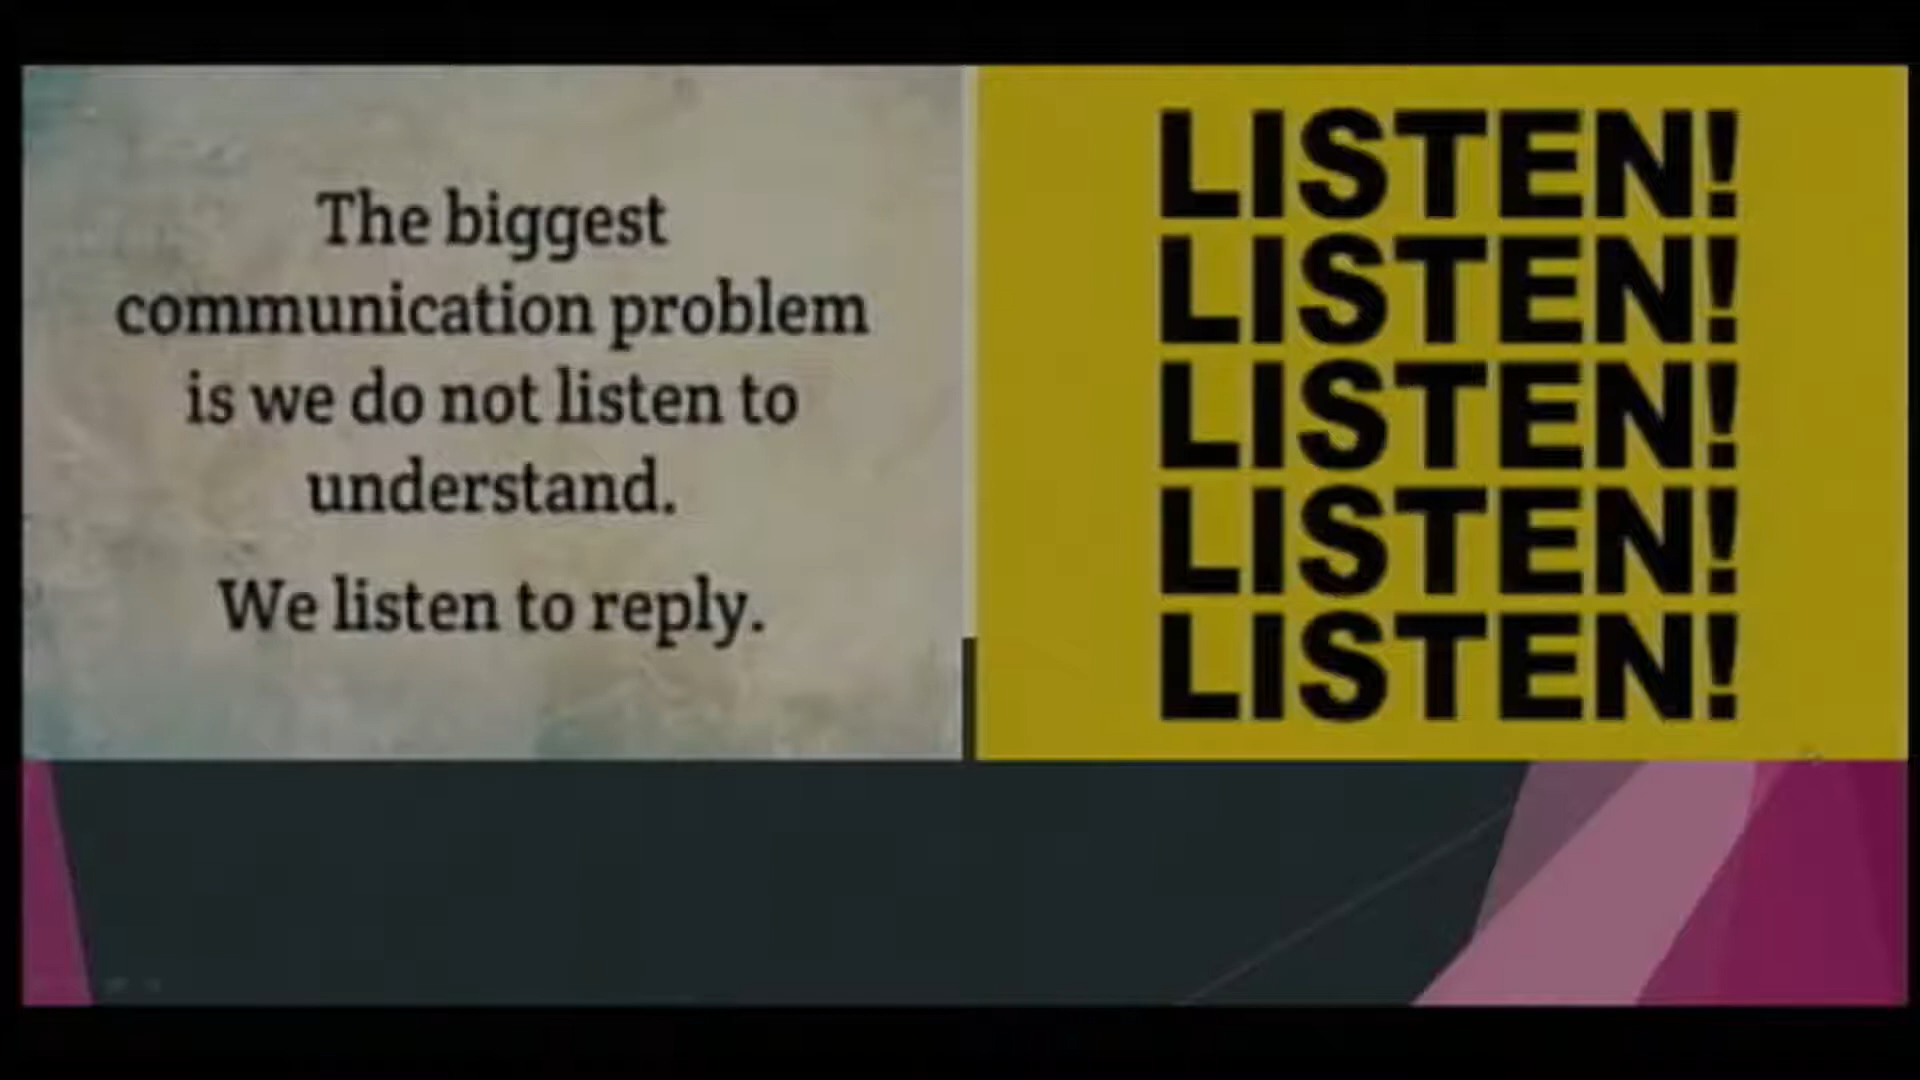 The biggest
communication problem
is we do not listen to
understand.
We listen to reply.
LISTEN!
LISTEN!
LISTEN!
LISTEN!
LISTEN!